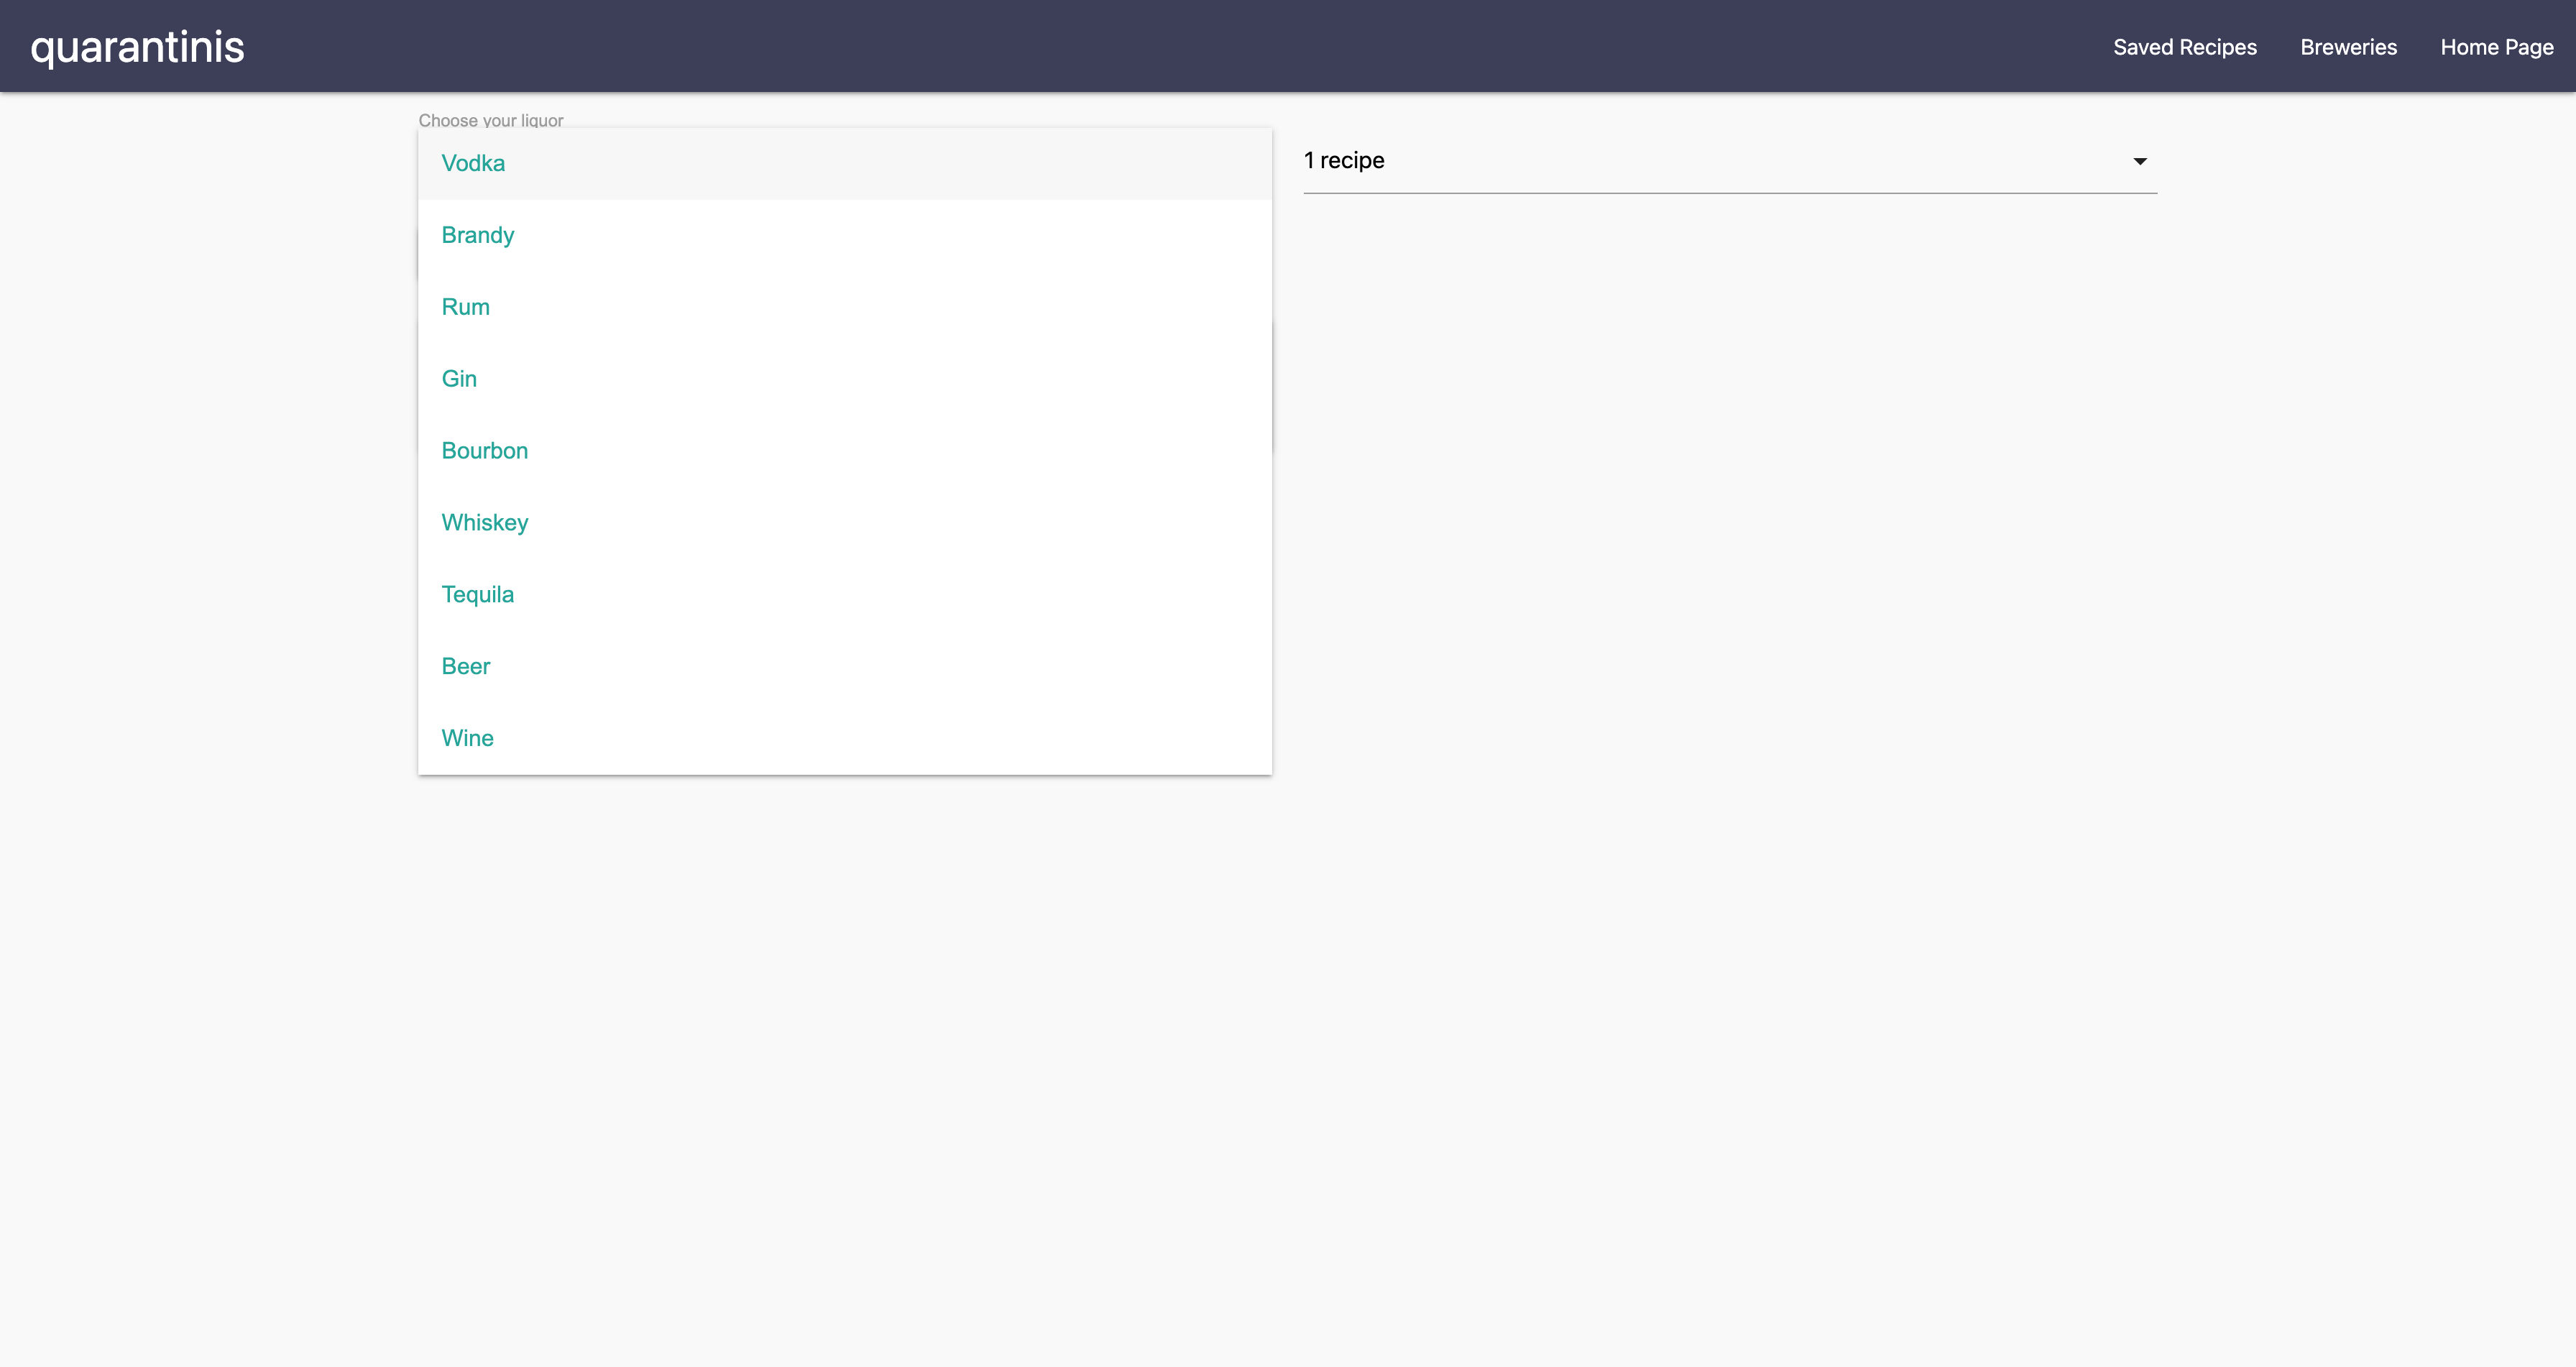 quarantinis
Saved Recipes
Breweries
Home Page
Choose your liquor
Vodka
1 recipe
Brandy
Rum
Gin
Bourbon
Whiskey
Tequila
Beer
Wine